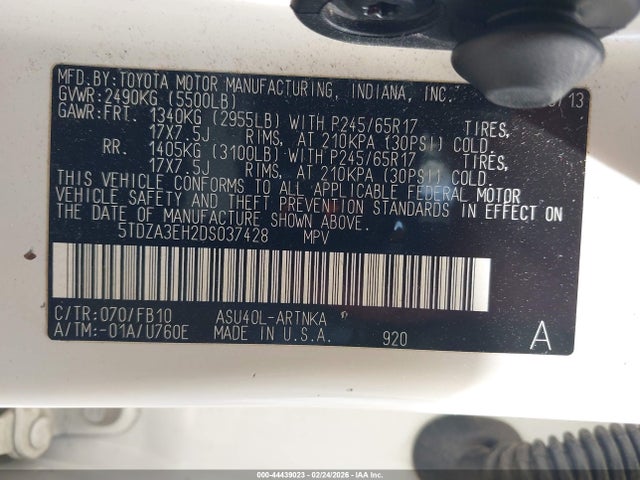 MFD.BY:TOYOTA MOTOR MANUFACTURING, INDIANA, INC. /13
GVWR:2490KG (5500LB)
GAWR:FRT. 1340KG (2955LB) WITH P245/65R17 TIRES,
17X7.5J RIMS, AT 210KPA (30PSI) COLD.
RR. 1405KG (3100LB) WITH P245/65R17 TIRES,
17X7.5J RIMS, AT 210KPA (30PSI) COLD.
THIS VEHICLE CONFORMS TO ALL APPLICABLE FEDERAL MOTOR
VEHICLE SAFETY AND THEFT PREVENTION STANDARDS IN EFFECT ON
THE DATE OF MANUFACTURE SHOWN ABOVE.
5TDZA3EH2DS037428 MPV
C/TR:070/FB10 ASU40L-ARTNKA
A/TM:-01A/U760E MADE IN U.S.A. 920 A
000-44439023 - 02/24/2026 - COPYRIGHT IAA, LLC.